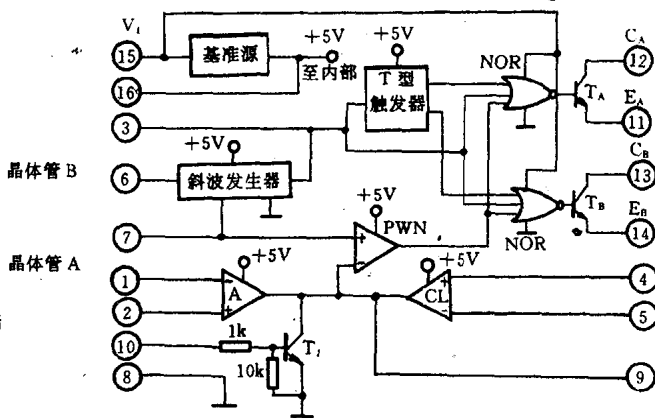 V₁
15
基准源
+5V
至内部
16
3
+5V
T 型
触发器
NOR
T_A
C_A
12
E_A
11
晶体管 B
6
+5V
斜波发生器
C_B
13
T_B
E_B
14
NOR
7
+5V
PWN
晶体管 A
1
2
+5V
A
+5V
CL
4
5
10
1k
10k
T₁
8
9